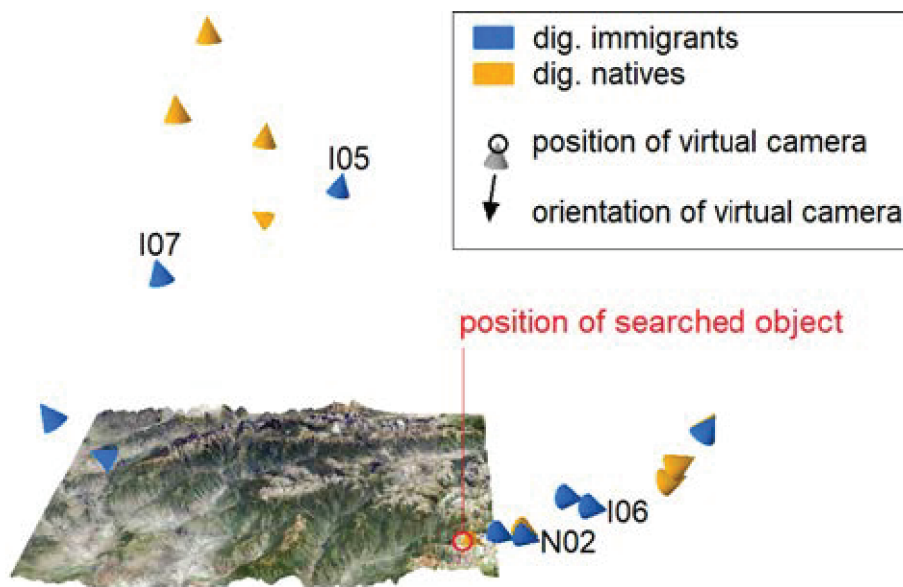 dig. immigrants
dig. natives
position of virtual camera
orientation of virtual camera
I05
I07
position of searched object
I06
N02